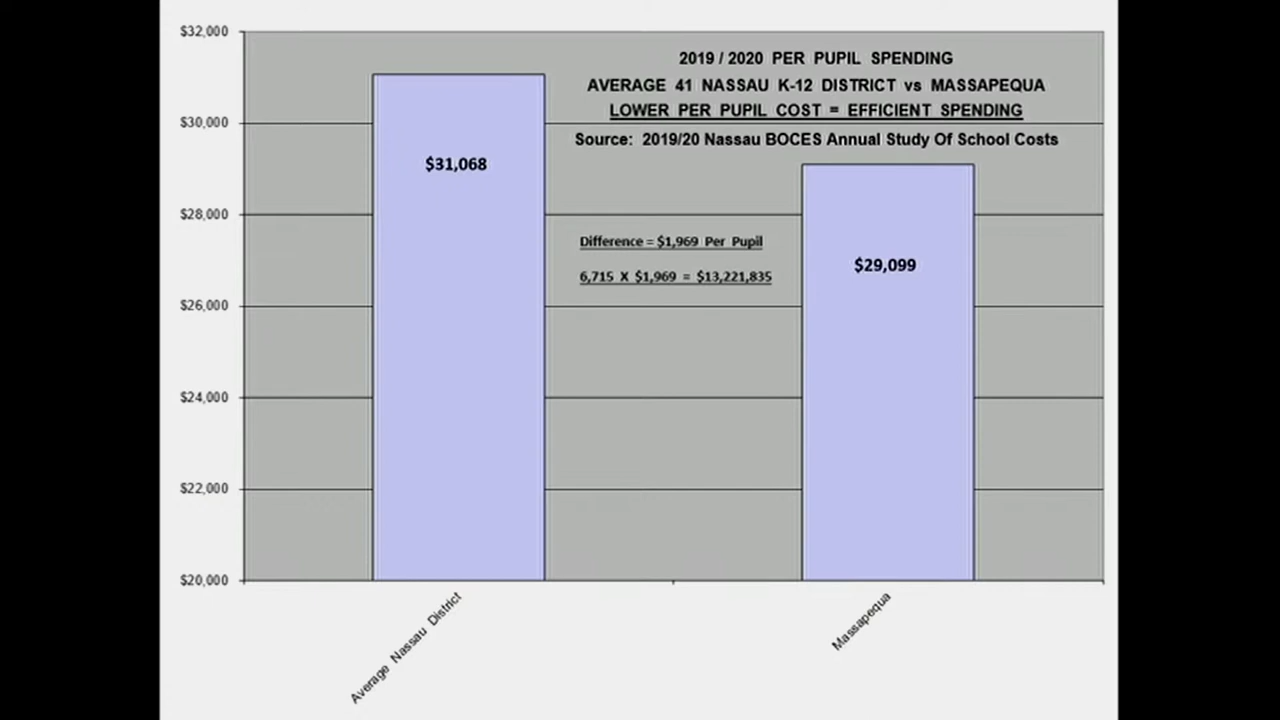 2019 / 2020 PER PUPIL SPENDING
AVERAGE 41 NASSAU K-12 DISTRICT vs MASSAPEQUA
LOWER PER PUPIL COST = EFFICIENT SPENDING
Source: 2019/20 Nassau BOCES Annual Study Of School Costs
$32,000
$30,000
$28,000
$26,000
$24,000
$22,000
$20,000
$31,068
Difference = $1,969 Per Pupil
6,715 X $1,969 = $13,221,835
$29,099
Average Nassau District
Massapequa